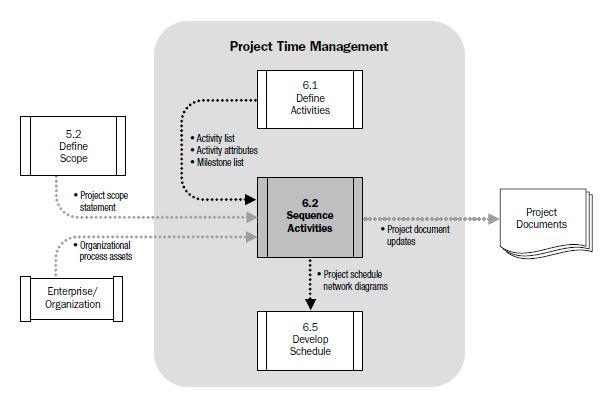 Project Time Management
6.1
Define
Activities
5.2
Define
Scope
• Activity list
• Activity attributes
• Milestone list
• Project scope
statement
6.2
Sequence
Activities
Project
Documents
• Project document
updates
• Organizational
process assets
• Project schedule
network diagrams
Enterprise/
Organization
6.5
Develop
Schedule